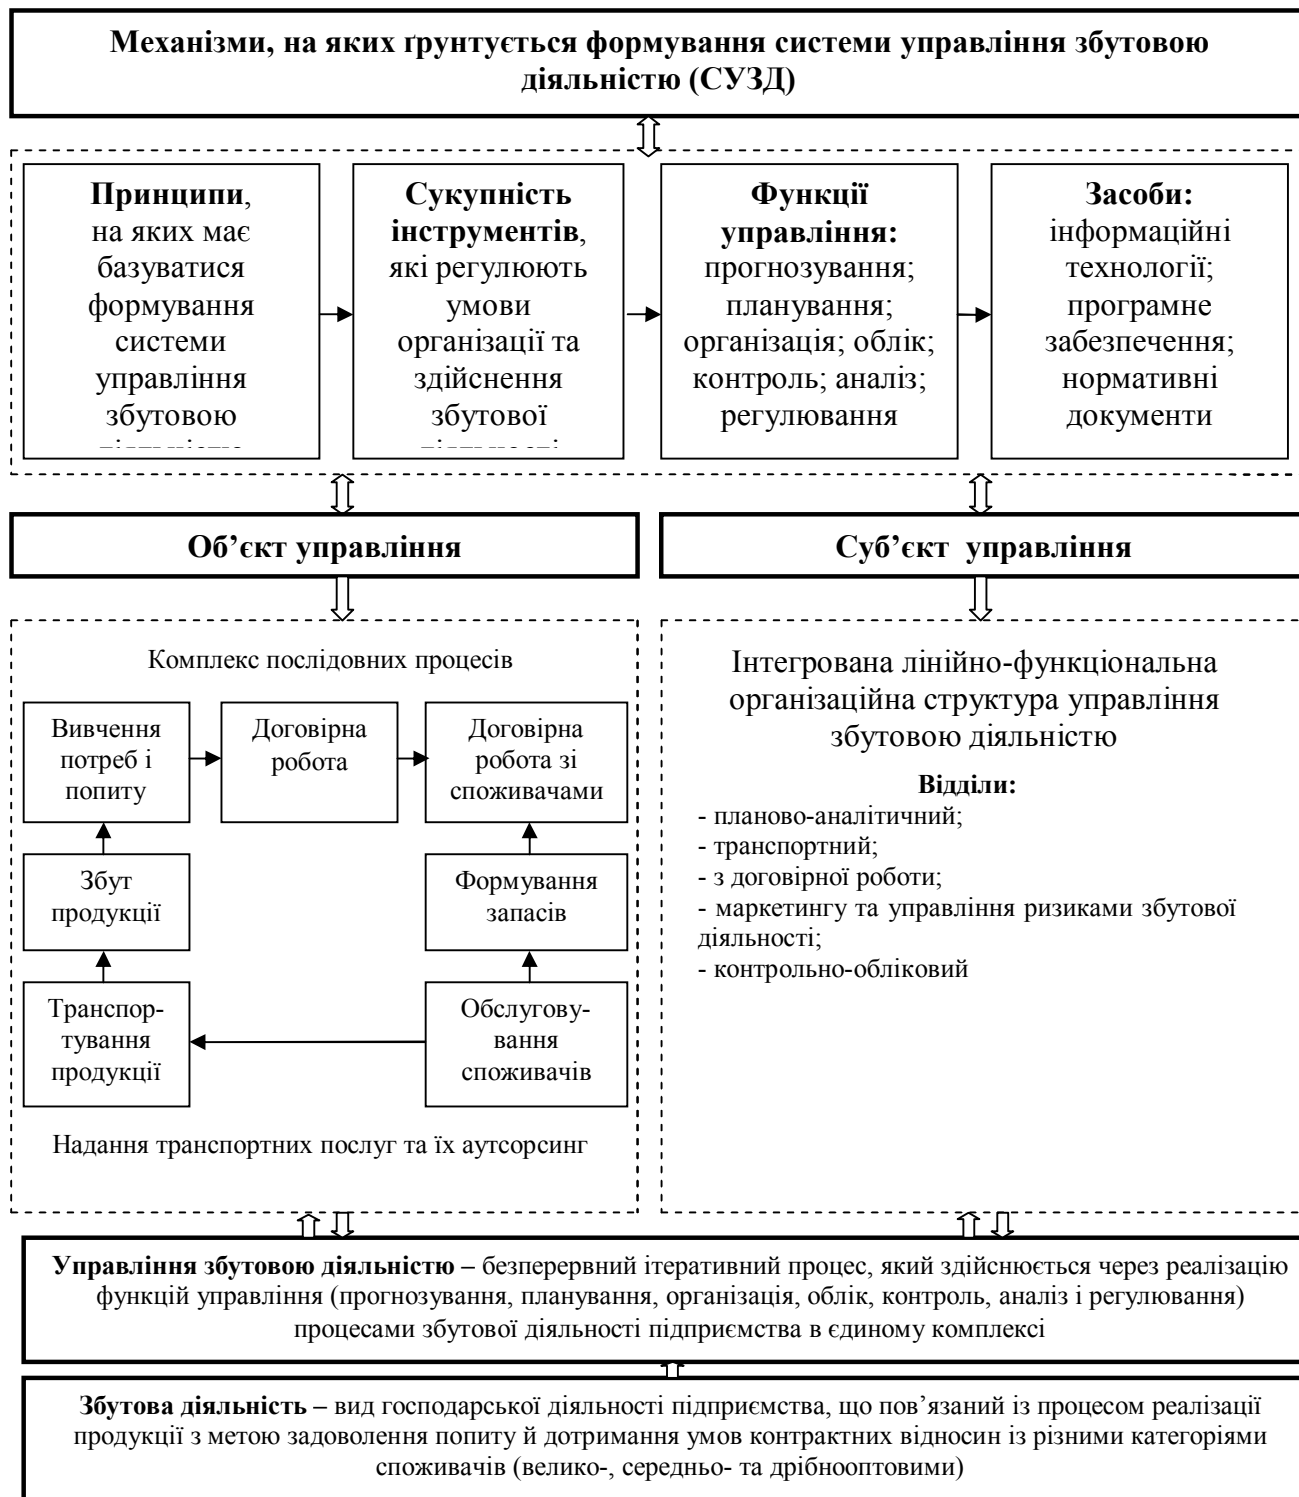 Механізми, на яких ґрунтується формування системи управління збутовою
діяльністю (СУЗД)
Принципи,
на яких має
базуватися
формування
системи
управління
збутовою
Сукупність
інструментів,
які регулюють
умови
організації та
здійснення
збутової
Функції
управління:
прогнозування;
планування;
організація; облік;
контроль; аналіз;
регулювання
Засоби:
інформаційні
технології;
програмне
забезпечення;
нормативні
документи
Об’єкт управління
Суб’єкт управління
Комплекс послідовних процесів
Вивчення
потреб і
попиту
Договірна
робота
Договірна
робота зі
споживачами
Збут
продукції
Формування
запасів
Транспор-
тування
продукції
Обслугову-
вання
споживачів
Надання транспортних послуг та їх аутсорсинг
Інтегрована лінійно-функціональна
організаційна структура управління
збутовою діяльністю
Відділи:
- планово-аналітичний;
- транспортний;
- з договірної роботи;
- маркетингу та управління ризиками збутової
діяльності;
- контрольно-обліковий
Управління збутовою діяльністю – безперервний ітеративний процес, який здійснюється через реалізацію
функцій управління (прогнозування, планування, організація, облік, контроль, аналіз і регулювання)
процесами збутової діяльності підприємства в єдиному комплексі
Збутова діяльність – вид господарської діяльності підприємства, що пов’язаний із процесом реалізації
продукції з метою задоволення попиту й дотримання умов контрактних відносин із різними категоріями
споживачів (велико-, середньо- та дрібнооптовими)